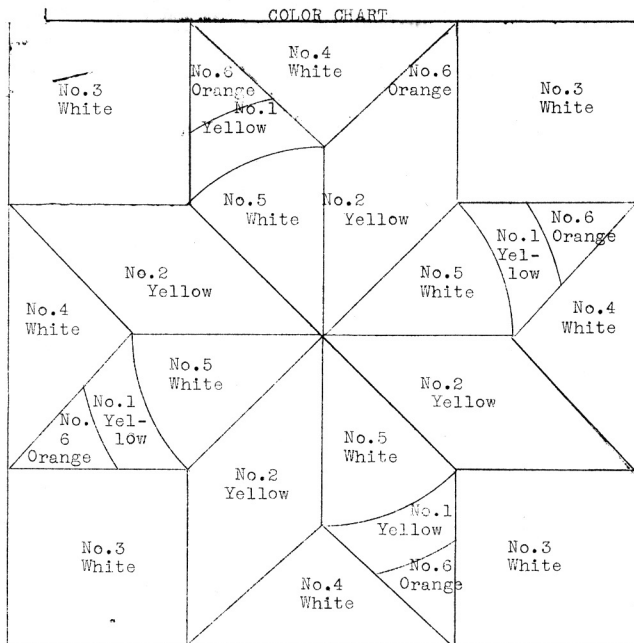 COLOR CHART
No.3
White
No.6
Orange
No.1
Yellow
No.4
White
No.6
Orange
No.3
White
No.5
White
No.2
Yellow
No.2
Yellow
No.5
White
No.1
Yel-
low
No.6
Orange
No.4
White
No.4
White
No.5
White
No.1
Yel-
low
No.
6
Orange
No.2
Yellow
No.2
Yellow
No.5
White
No.1
Yellow
No.6
Orange
No.3
White
No.4
White
No.3
White